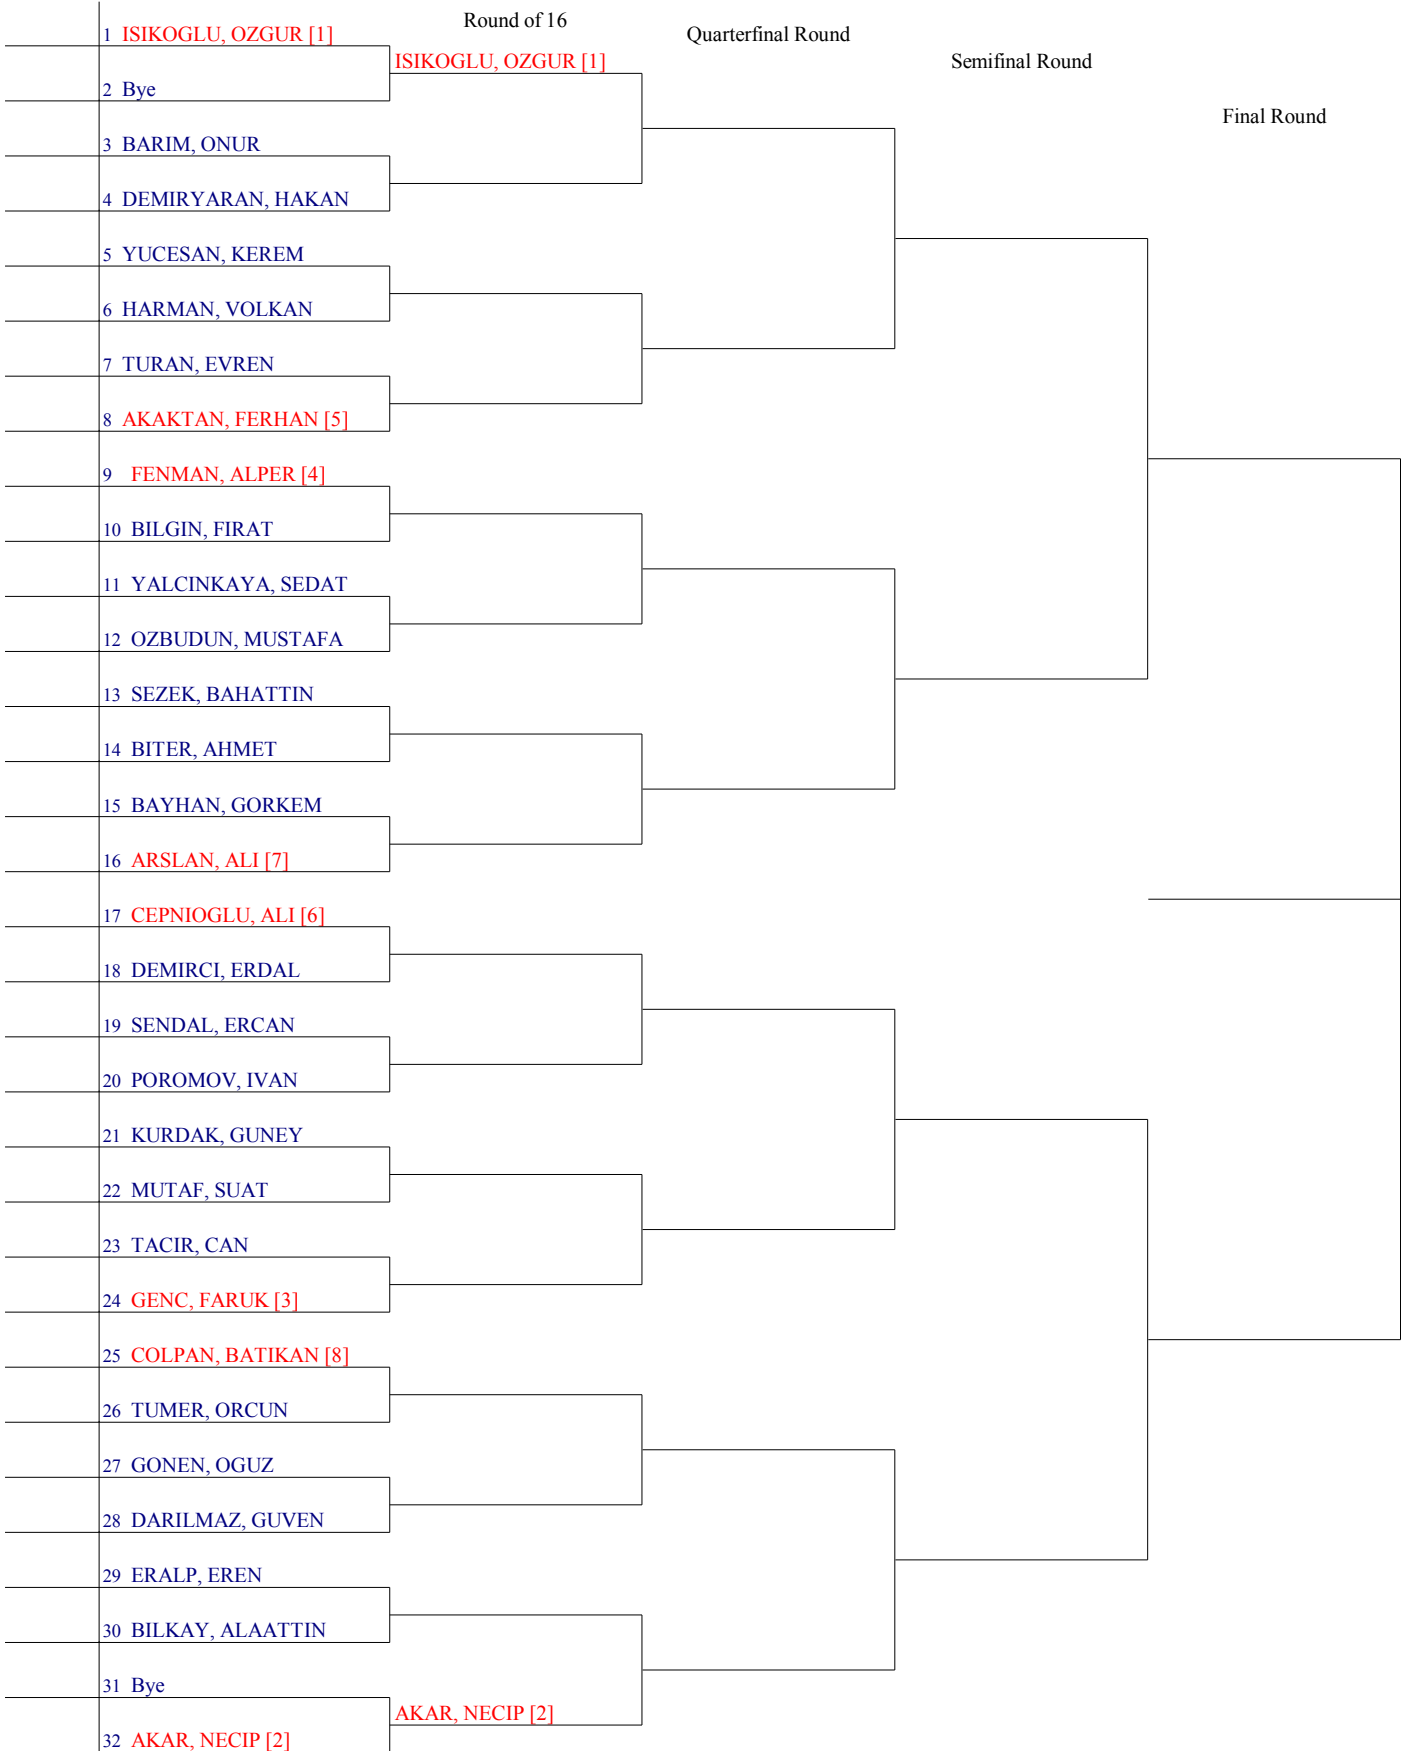 Round of 16
Quarterfinal Round
Semifinal Round
Final Round
1 ISIKOGLU, OZGUR [1]
ISIKOGLU, OZGUR [1]
2 Bye
3 BARIM, ONUR
4 DEMIRYARAN, HAKAN
5 YUCESAN, KEREM
6 HARMAN, VOLKAN
7 TURAN, EVREN
8 AKAKTAN, FERHAN [5]
9 FENMAN, ALPER [4]
10 BILGIN, FIRAT
11 YALCINKAYA, SEDAT
12 OZBUDUN, MUSTAFA
13 SEZEK, BAHATTIN
14 BITER, AHMET
15 BAYHAN, GORKEM
16 ARSLAN, ALI [7]
17 CEPNIOGLU, ALI [6]
18 DEMIRCI, ERDAL
19 SENDAL, ERCAN
20 POROMOV, IVAN
21 KURDAK, GUNEY
22 MUTAF, SUAT
23 TACIR, CAN
24 GENC, FARUK [3]
25 COLPAN, BATIKAN [8]
26 TUMER, ORCUN
27 GONEN, OGUZ
28 DARILMAZ, GUVEN
29 ERALP, EREN
30 BILKAY, ALAATTIN
31 Bye
AKAR, NECIP [2]
32 AKAR, NECIP [2]